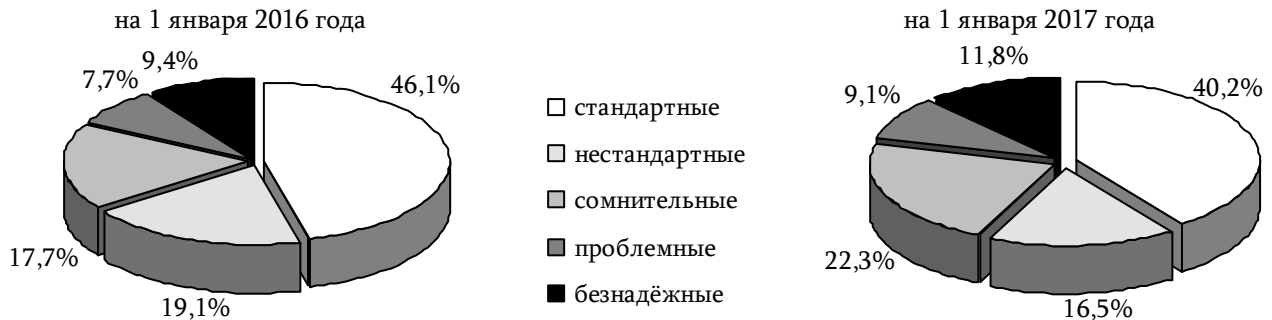 на 1 января 2016 года
9,4%
7,7%
46,1%
17,7%
19,1%
стандартные
нестандартные
сомнительные
проблемные
безнадёжные
на 1 января 2017 года
11,8%
9,1%
40,2%
22,3%
16,5%